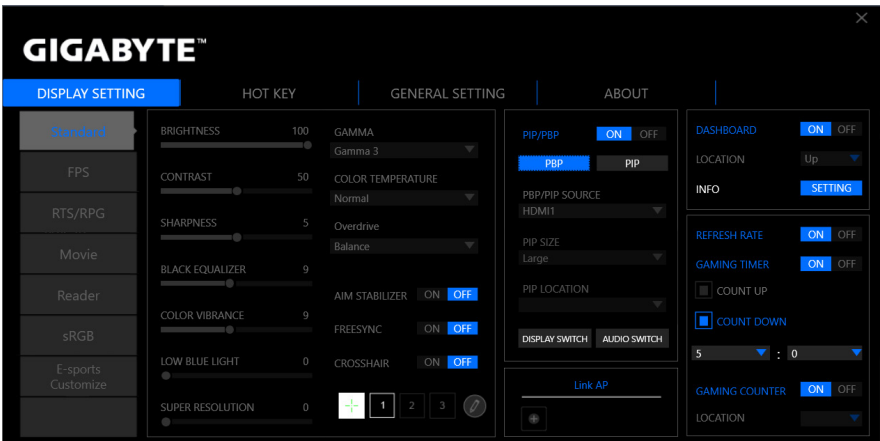 GIGABYTE™
DISPLAY SETTING
HOT KEY
GENERAL SETTING
ABOUT
Standard
FPS
RTS/RPG
Movie
Reader
sRGB
E-sports
Customize
BRIGHTNESS 100
CONTRAST 50
SHARPNESS 5
BLACK EQUALIZER 9
COLOR VIBRANCE 9
LOW BLUE LIGHT 0
SUPER RESOLUTION 0
GAMMA
Gamma 3
COLOR TEMPERATURE
Normal
Overdrive
Balance
AIM STABILIZER ON OFF
FREESYNC ON OFF
CROSSHAIR ON OFF
1 2 3
PIP/PBP ON OFF
PBP PIP
PBP/PIP SOURCE
HDMI1
PIP SIZE
Large
PIP LOCATION
DISPLAY SWITCH AUDIO SWITCH
Link AP
DASHBOARD ON OFF
LOCATION Up
INFO SETTING
REFRESH RATE ON OFF
GAMING TIMER ON OFF
COUNT UP
COUNT DOWN
5 : 0
GAMING COUNTER ON OFF
LOCATION